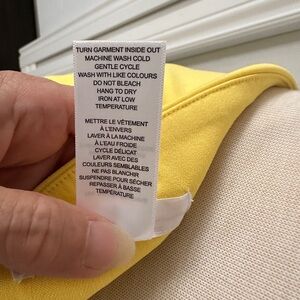 TURN GARMENT INSIDE OUT
MACHINE WASH COLD
GENTLE CYCLE
WASH WITH LIKE COLOURS
DO NOT BLEACH
HANG TO DRY
IRON AT LOW
TEMPERATURE
METTRE LE VÊTEMENT
À L'ENVERS
LAVER À LA MACHINE
À L'EAU FROIDE
CYCLE DÉLICAT
LAVER AVEC DES
COULEURS SEMBLABLES
NE PAS BLANCHIR
SUSPENDRE POUR SÉCHER
REPASSER À BASSE
TEMPÉRATURE